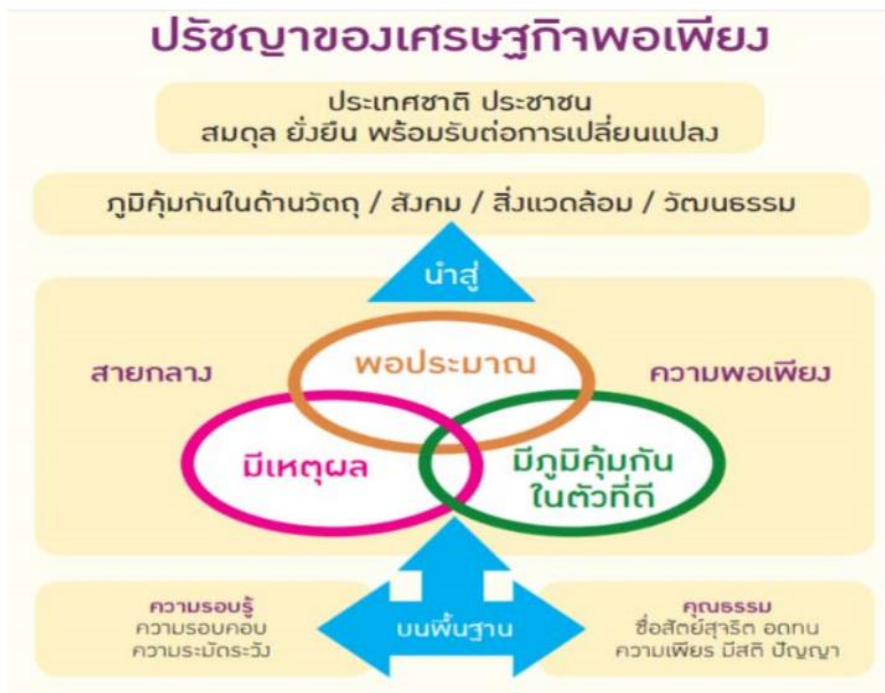 ปรัชญาของเศรษฐกิจพอเพียง
ประเทศชาติ ประชาชน
สมดุล ยั่งยืน พร้อมรับต่อการเปลี่ยนแปลง
ภูมิคุ้มกันในด้านวัตถุ / สังคม / สิ่งแวดล้อม / วัฒนธรรม
นำสู่
สายกลาง
พอประมาณ
ความพอเพียง
มีเหตุผล
มีภูมิคุ้มกัน
ในตัวที่ดี
ความรอบรู้
ความรอบคอบ
ความระมัดระวัง
บนพื้นฐาน
คุณธรรม
ซื่อสัตย์สุจริต อดทน
ความเพียร มีสติ ปัญญา